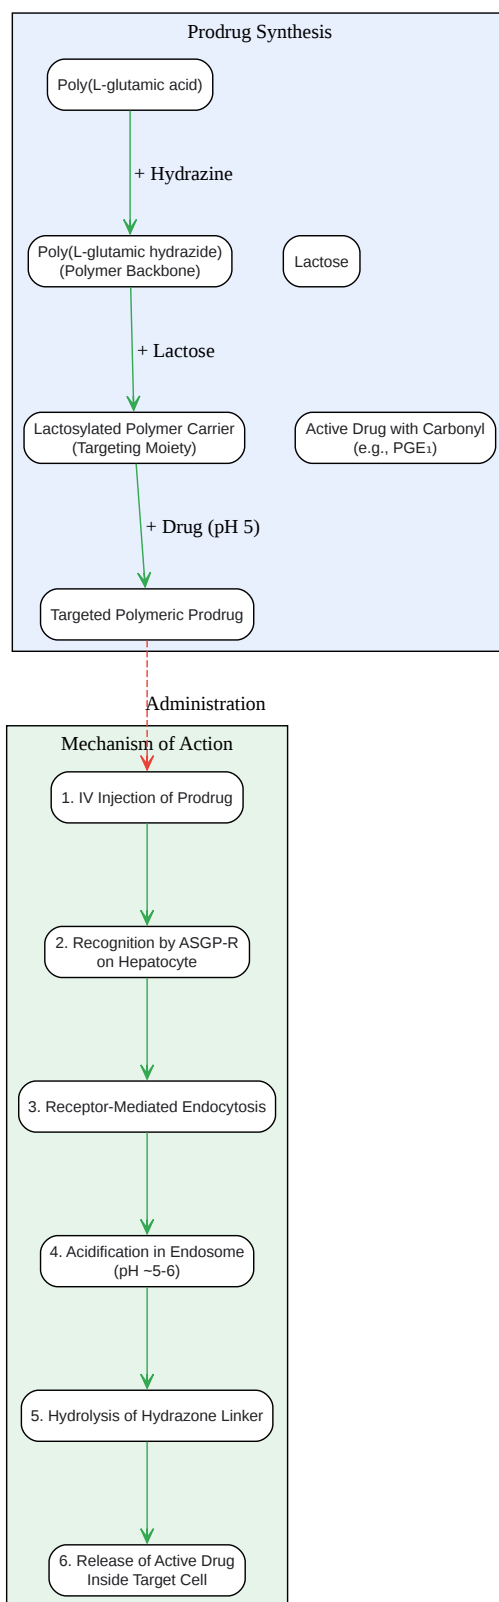 Prodrug Synthesis
Poly(L-glutamic acid)
+ Hydrazine
Poly(L-glutamic hydrazide)
(Polymer Backbone)
Lactose
+ Lactose
Lactosylated Polymer Carrier
(Targeting Moiety)
Active Drug with Carbonyl
(e.g., PGE₁)
+ Drug (pH 5)
Targeted Polymeric Prodrug
Administration
Mechanism of Action
1. IV Injection of Prodrug
2. Recognition by ASGP-R
on Hepatocyte
3. Receptor-Mediated Endocytosis
4. Acidification in Endosome
(pH ~5-6)
5. Hydrolysis of Hydrazone Linker
6. Release of Active Drug
Inside Target Cell